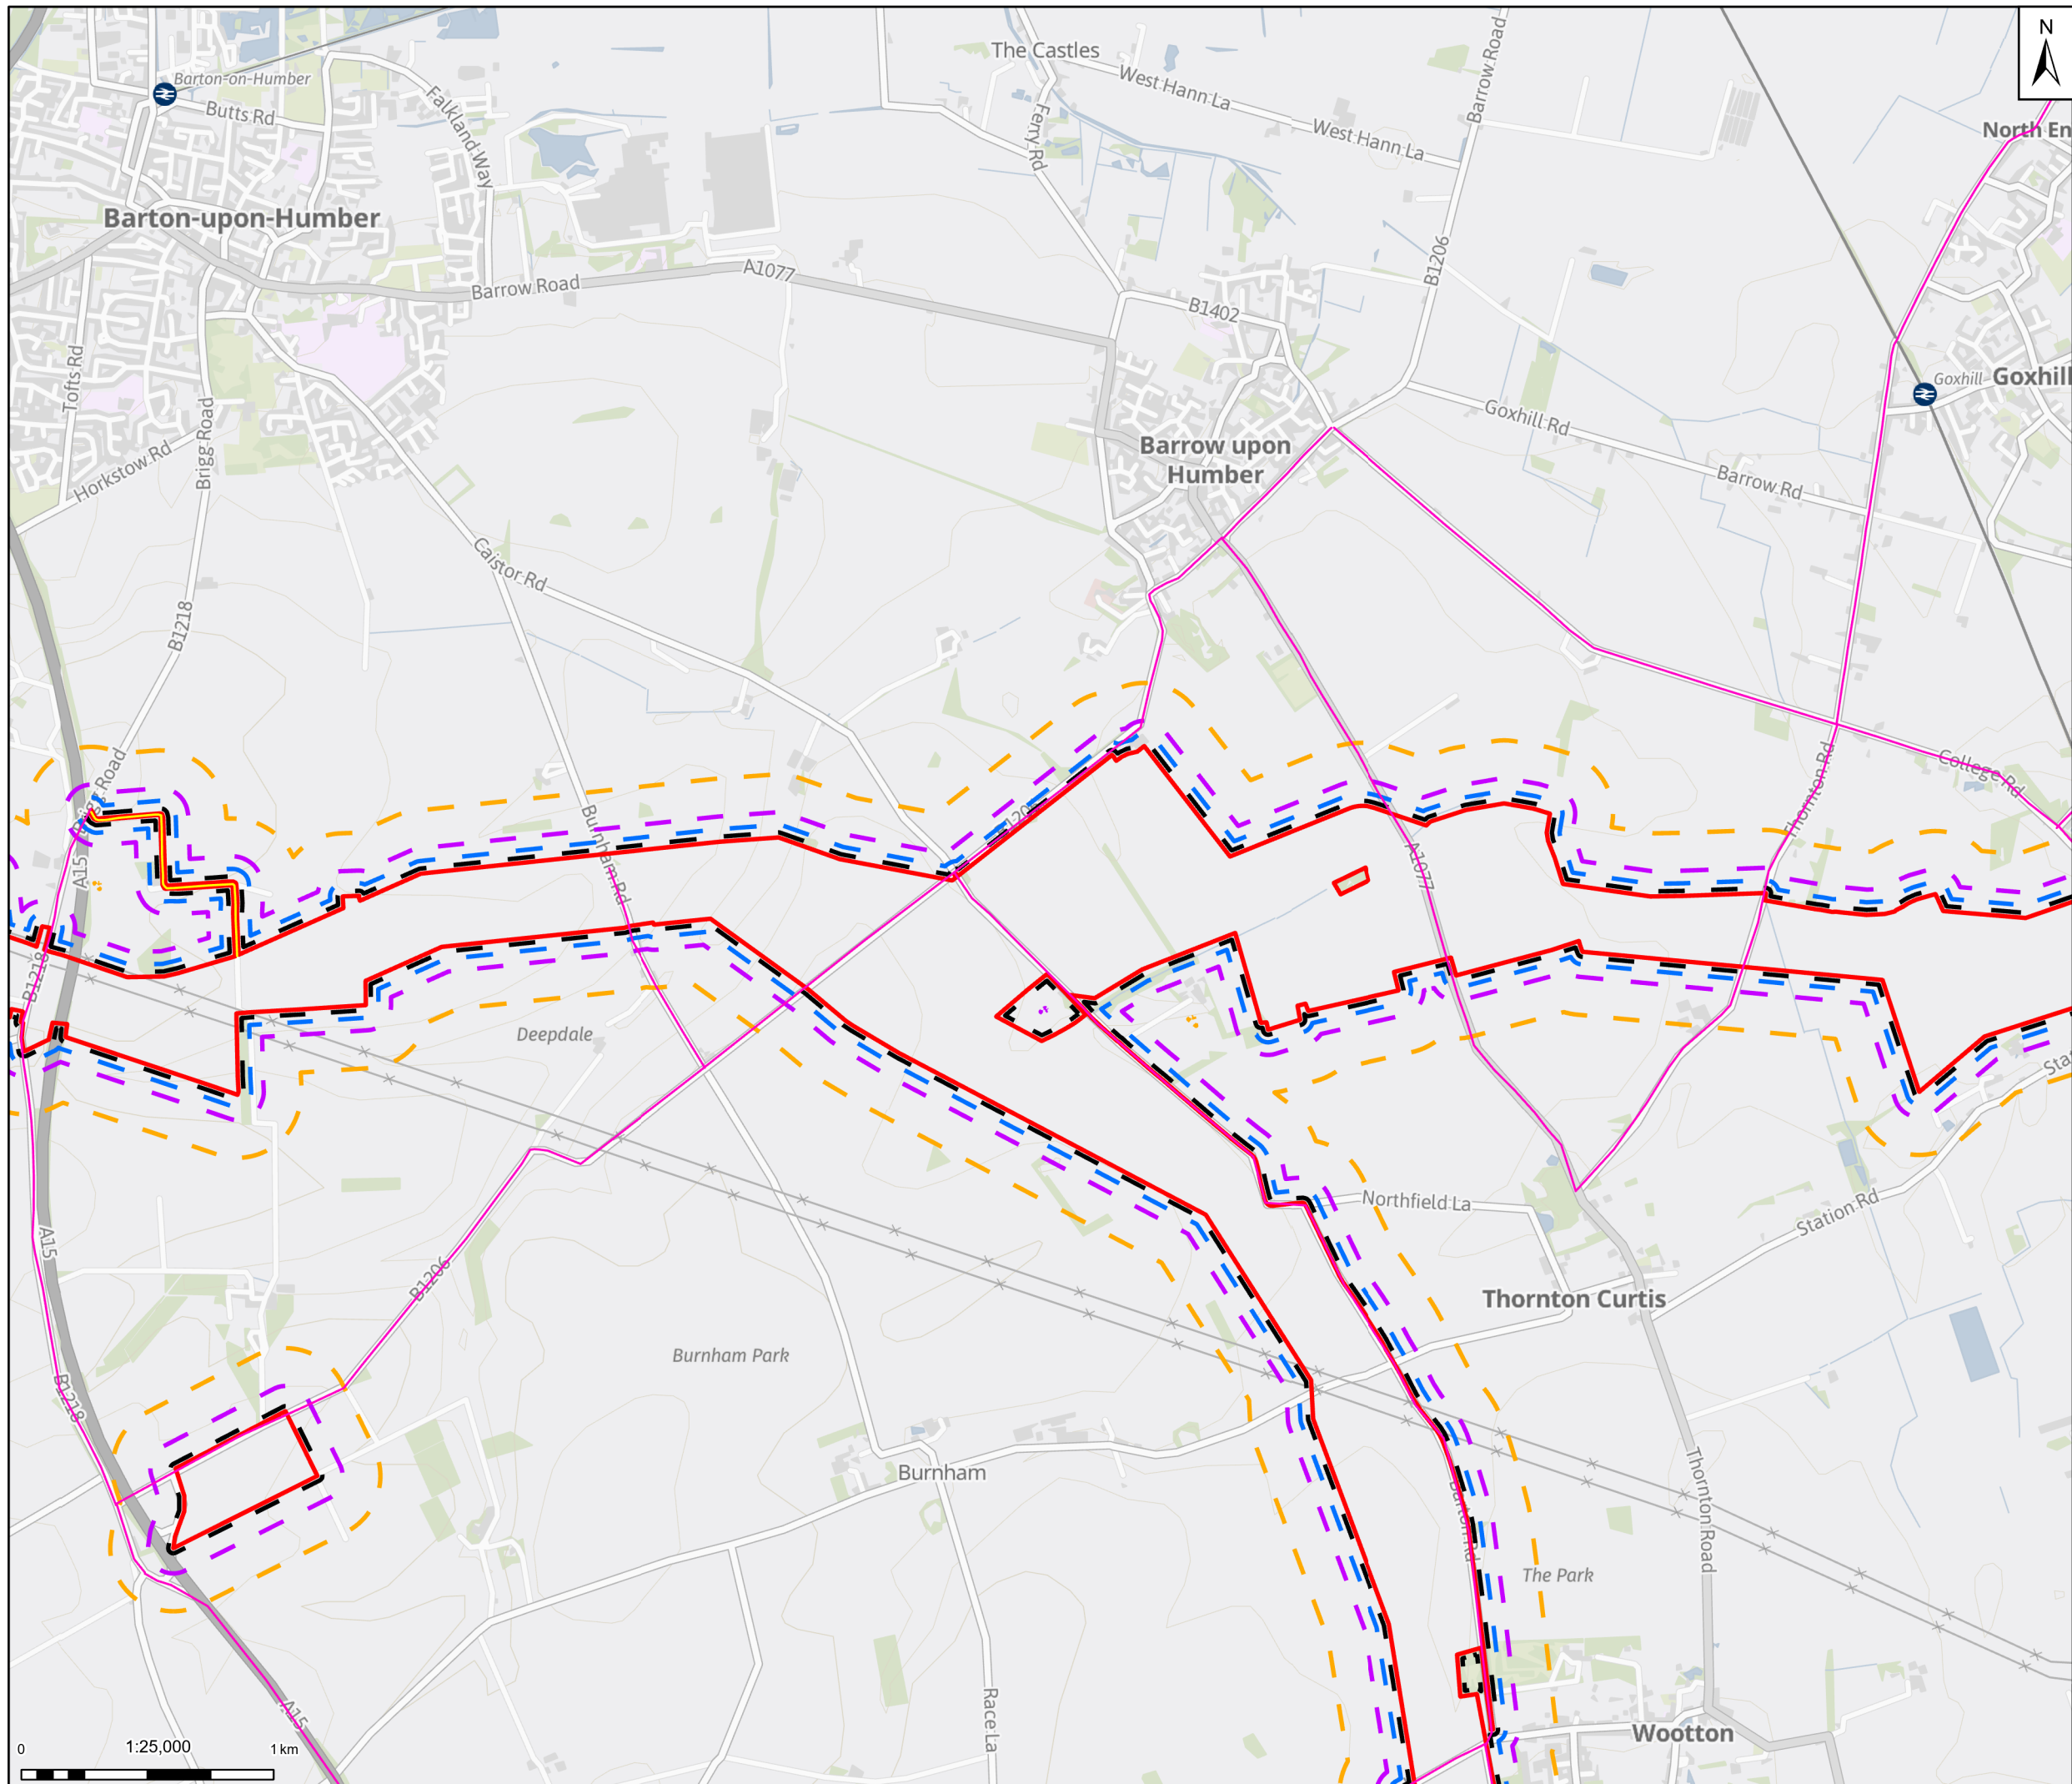 N
The Castles
West Hann La
Barrow Road
Barton-on-Humber
Butts Rd
Falkland Way
Ferry Rd
West Hann La
North En
Barton-upon-Humber
Barrow Road
A1077
B1206
B1402
Tofts Rd
Goxhill
Goxhill
Brigg Road
Horkstow Rd
Goxhill Rd
Barrow upon
Humber
Barrow Rd
Caistor Rd
B1218
Thornton Rd
College Rd
Burnham Rd
A15
A1077
B1218
Deepdale
Northfield La
Station Rd
A15
B1206
Thornton Curtis
Burnham Park
B1218
Burnham
Barton Rd
Thornton Road
The Park
A15
Race La
Wootton
0
1:25,000
1 km